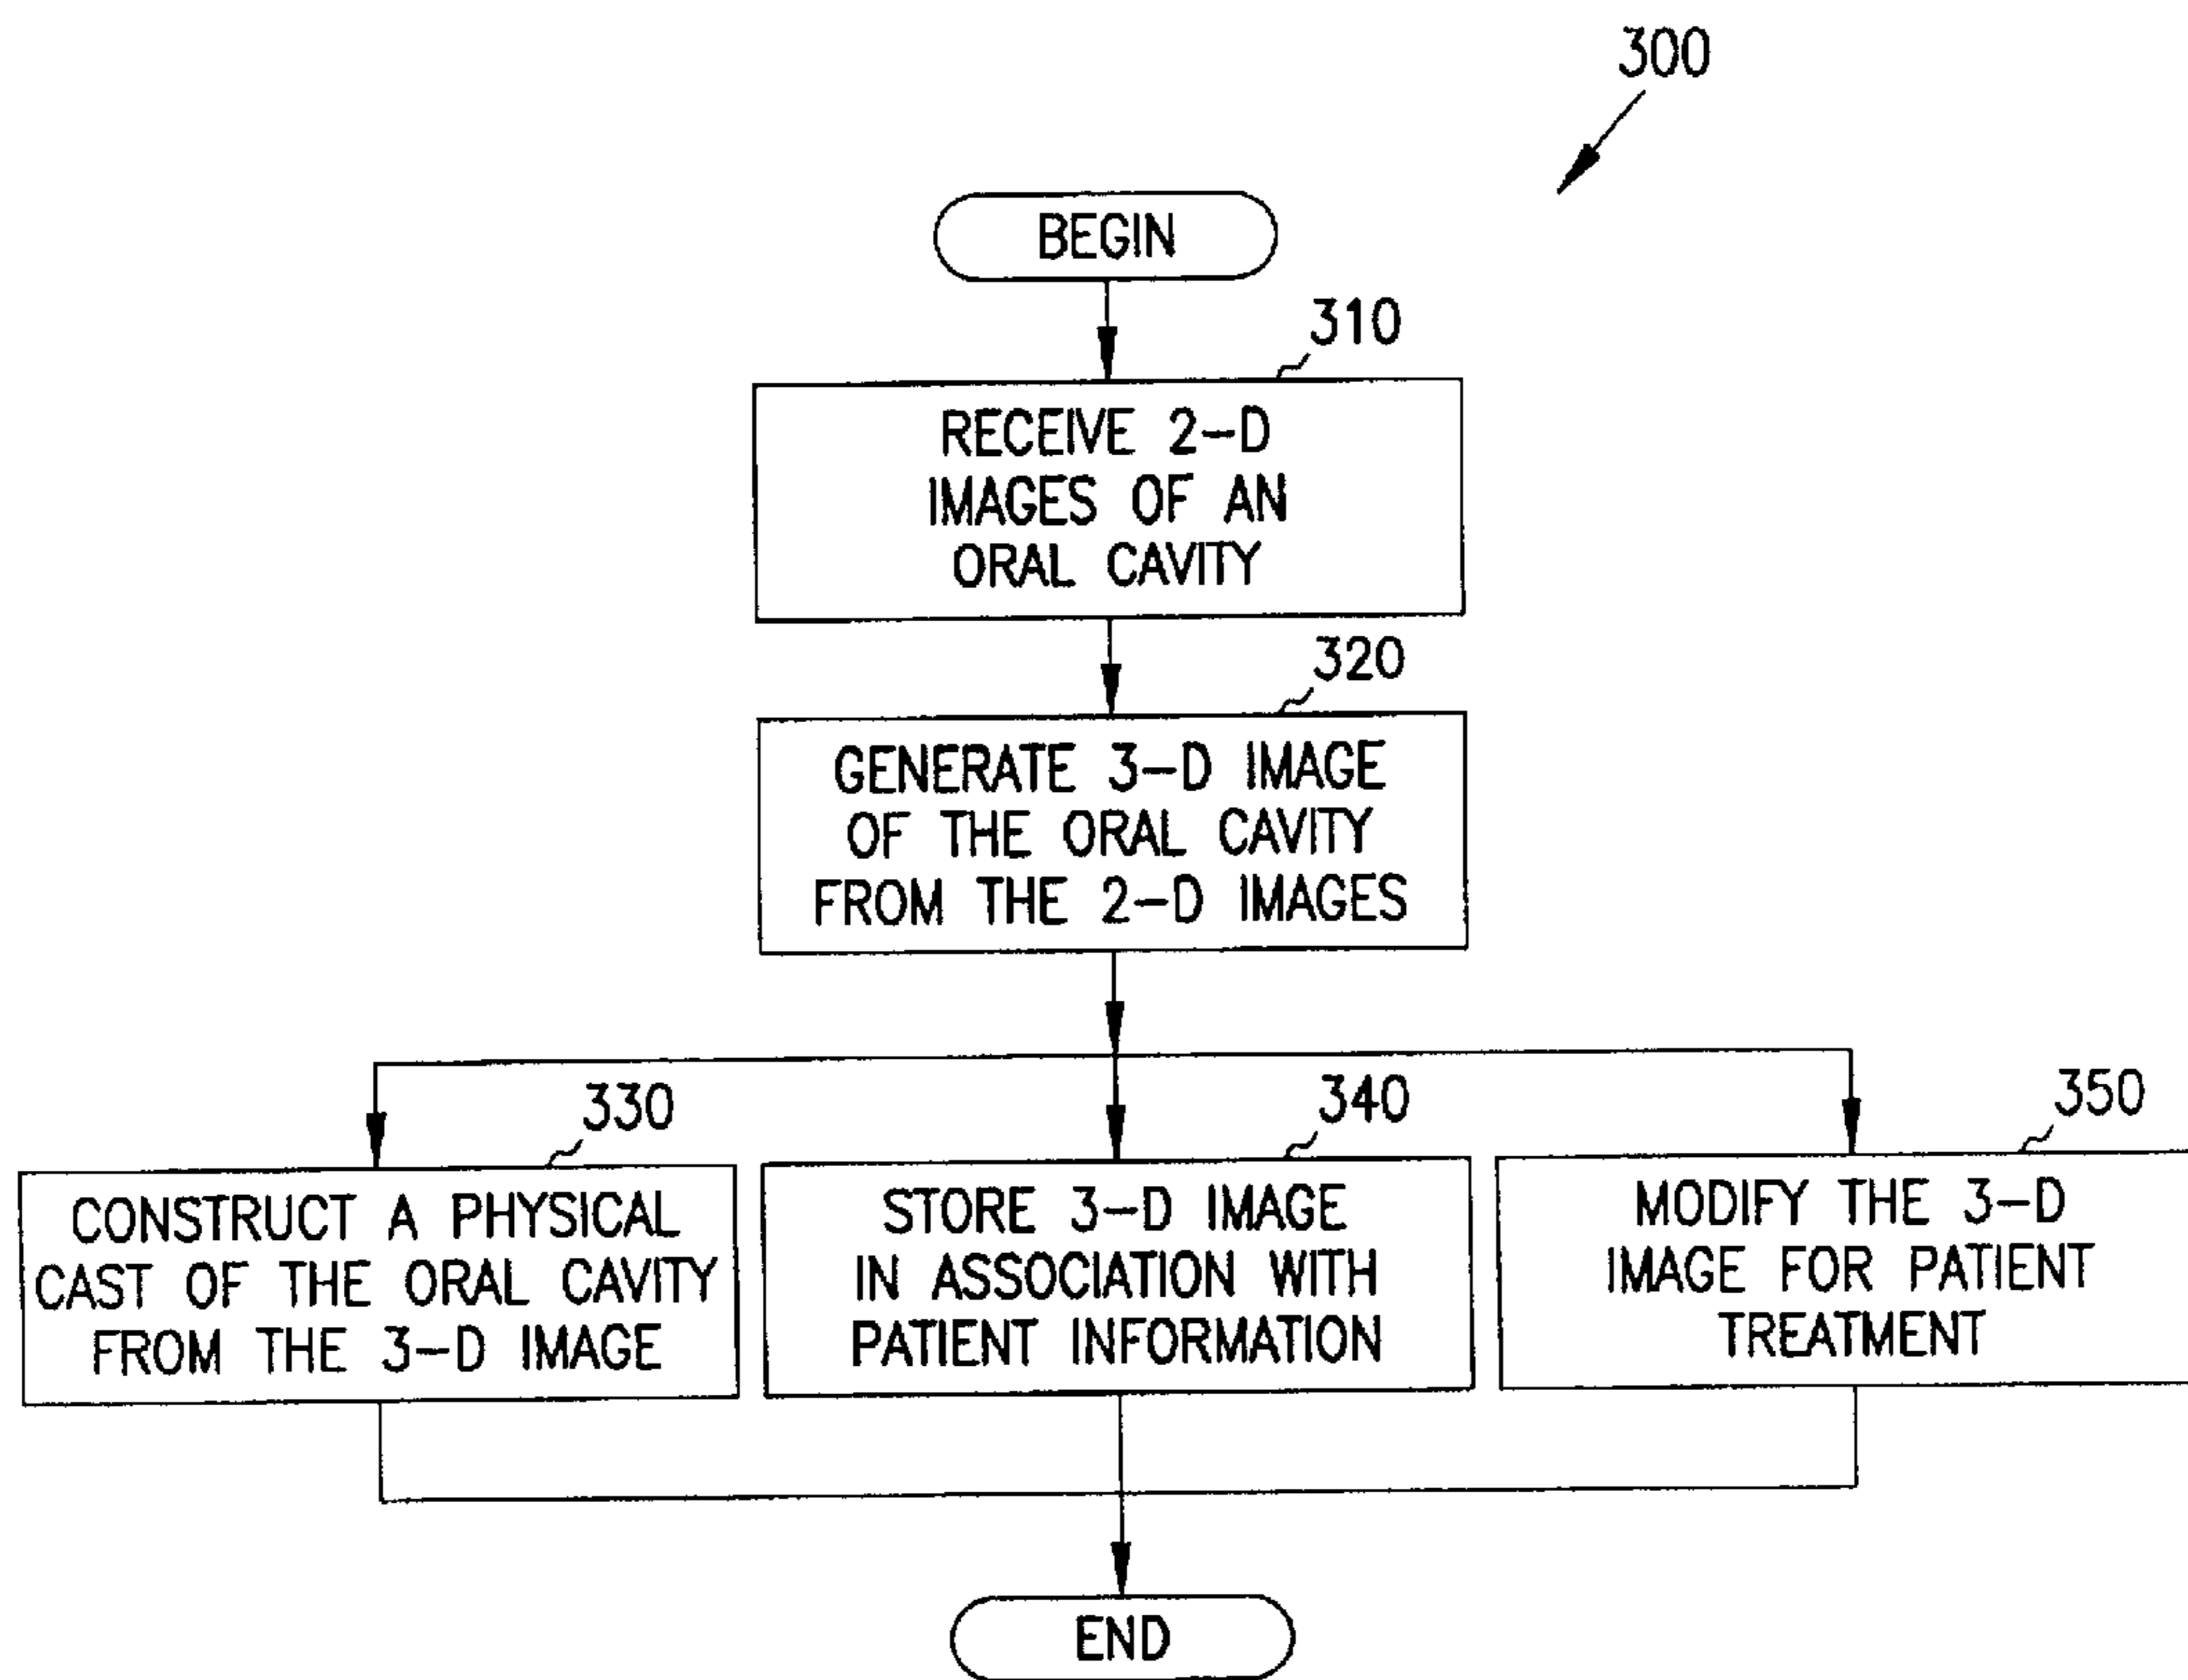 300
BEGIN
310
RECEIVE 2-D
IMAGES OF AN
ORAL CAVITY
320
GENERATE 3-D IMAGE
OF THE ORAL CAVITY
FROM THE 2-D IMAGES
330
CONSTRUCT A PHYSICAL
CAST OF THE ORAL CAVITY
FROM THE 3-D IMAGE
340
STORE 3-D IMAGE
IN ASSOCIATION WITH
PATIENT INFORMATION
350
MODIFY THE 3-D
IMAGE FOR PATIENT
TREATMENT
END